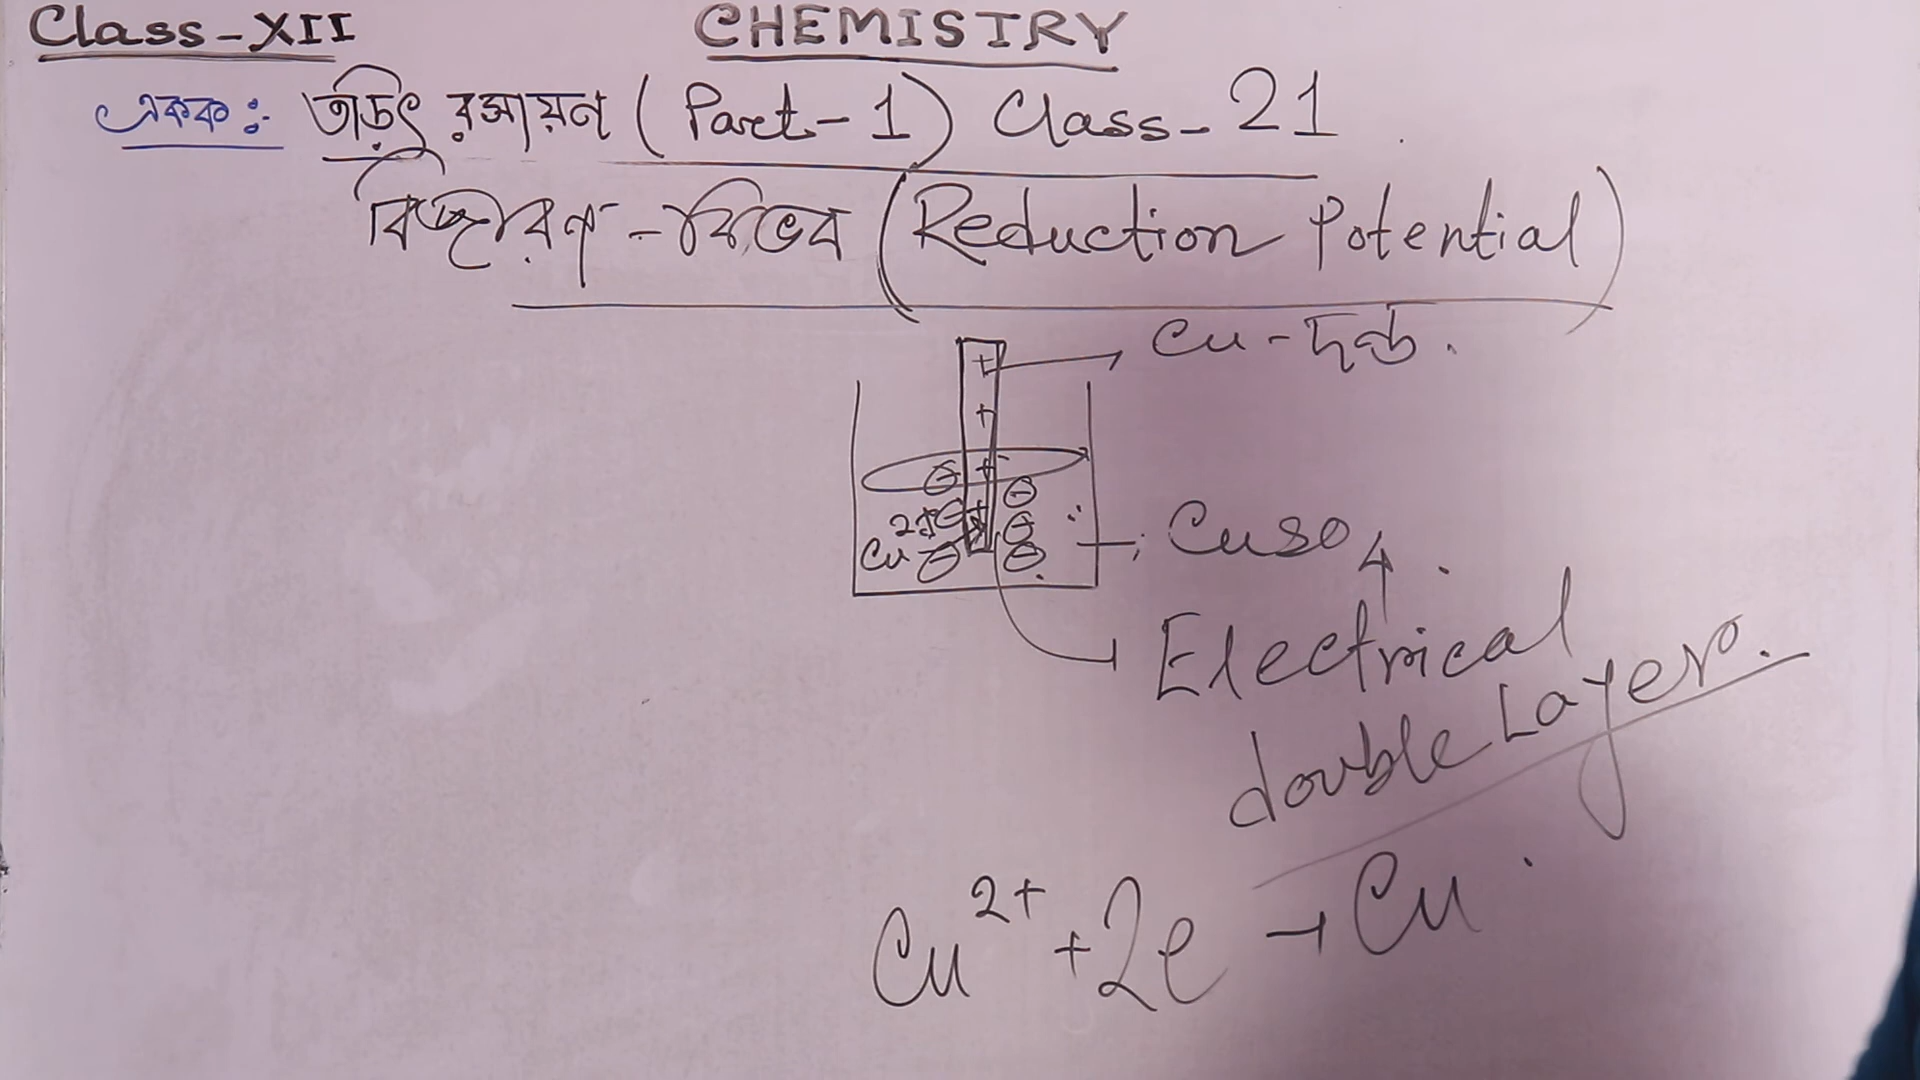 Class-XII
CHEMISTRY
একক:- তড়িৎ রসায়ন (Part-1) Class-21
বিজারণ-বিভব (Reduction Potential)
Cu-দণ্ড.
Cu2+
CuSO4
Electrical
double Layer.
Cu2+ + 2e → Cu